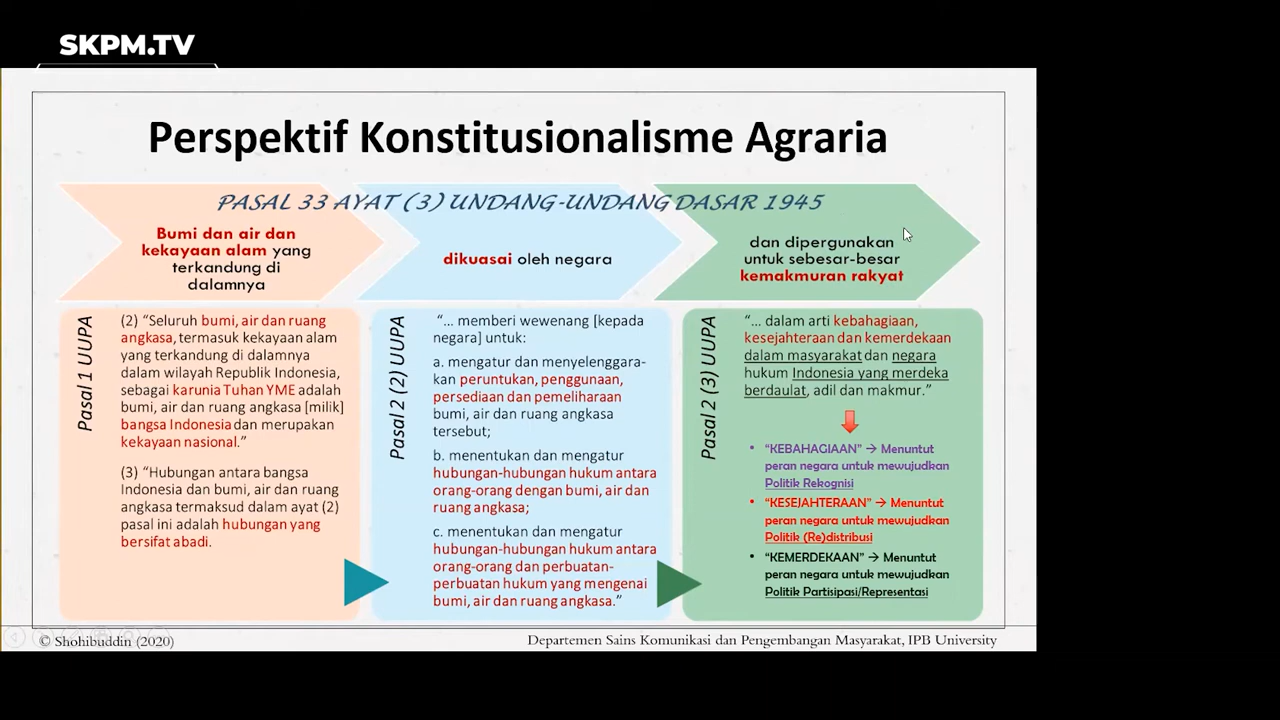 SKPM.TV
Perspektif Konstitusionalisme Agraria
PASAL 33 AYAT (3) UNDANG-UNDANG DASAR 1945
Bumi dan air dan
kekayaan alam yang
terkandung di
dalamnya
dikuasai oleh negara
dan dipergunakan
untuk sebesar-besar
kemakmuran rakyat
Pasal 1 UUPA
(2) “Seluruh bumi, air dan ruang
angkasa, termasuk kekayaan alam
yang terkandung di dalamnya
dalam wilayah Republik Indonesia,
sebagai karunia Tuhan YME adalah
bumi, air dan ruang angkasa [milik]
bangsa Indonesia dan merupakan
kekayaan nasional.”
(3) “Hubungan antara bangsa
Indonesia dan bumi, air dan ruang
angkasa termaksud dalam ayat (2)
pasal ini adalah hubungan yang
bersifat abadi.
Pasal 2 (2) UUPA
“... memberi wewenang [kepada
negara] untuk:
a. mengatur dan menyelenggara-
kan peruntukan, penggunaan,
persediaan dan pemeliharaan
bumi, air dan ruang angkasa
tersebut;
b. menentukan dan mengatur
hubungan-hubungan hukum antara
orang-orang dengan bumi, air dan
ruang angkasa;
c. menentukan dan mengatur
hubungan-hubungan hukum antara
orang-orang dan perbuatan-
perbuatan hukum yang mengenai
bumi, air dan ruang angkasa.”
Pasal 2 (3) UUPA
“... dalam arti kebahagiaan,
kesejahteraan dan kemerdekaan
dalam masyarakat dan negara
hukum Indonesia yang merdeka
berdaulat, adil dan makmur.”
• “KEBAHAGIAAN” → Menuntut
peran negara untuk mewujudkan
Politik Rekognisi
• “KESEJAHTERAAN” → Menuntut
peran negara untuk mewujudkan
Politik (Re)distribusi
• “KEMERDEKAAN” → Menuntut
peran negara untuk mewujudkan
Politik Partisipasi/Representasi
© Shohibuddin (2020)
Departemen Sains Komunikasi dan Pengembangan Masyarakat, IPB University